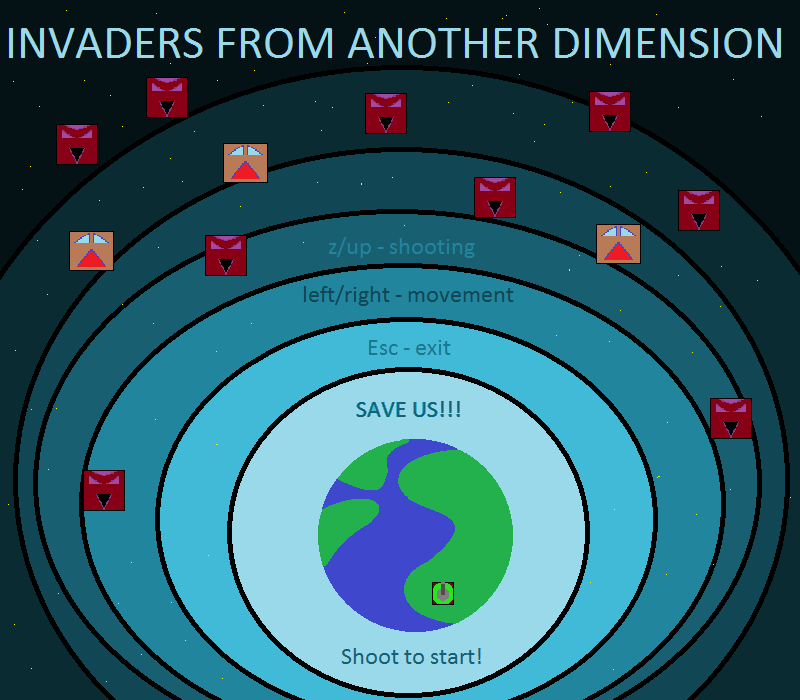 INVADERS FROM ANOTHER DIMENSION
z/up - shooting
left/right - movement
Esc - exit
SAVE US!!!
Shoot to start!